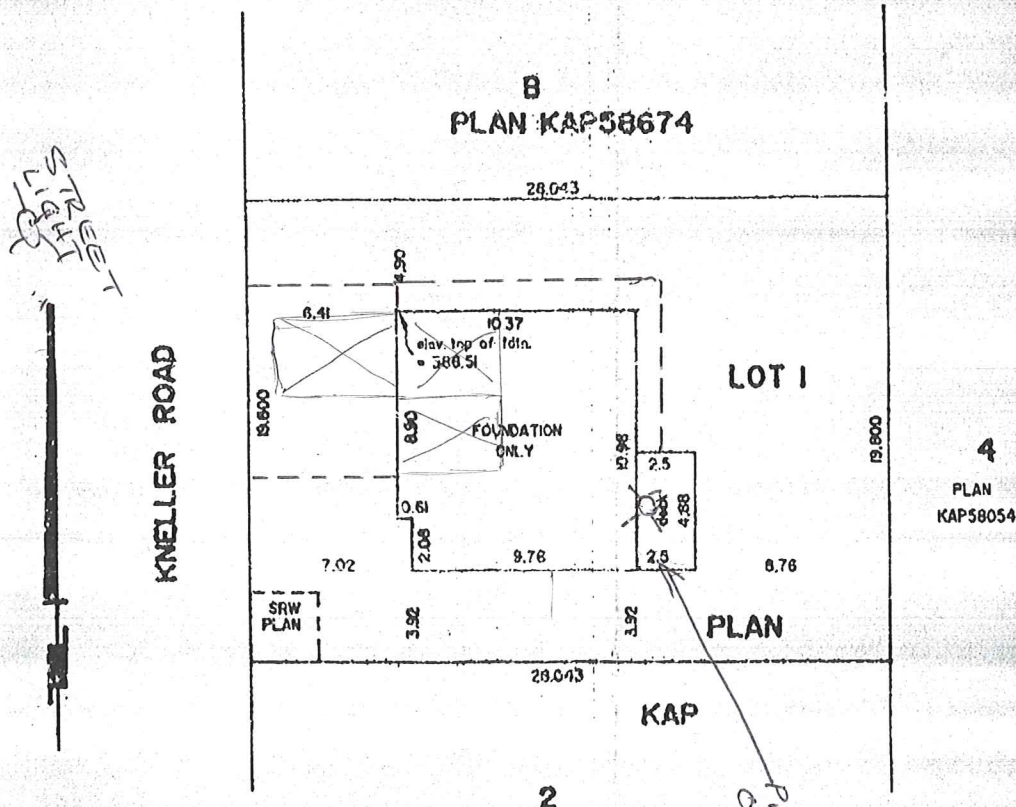 B
PLAN KAP58674
28.043
STREET
LIGHT
4.90
6.41
10.37
elev. top of fdtn.
= 386.51
LOT 1
KNELLER ROAD
19.800
8.90
FOUNDATION
ONLY
10.98
19.800
4
PLAN
KAP58054
2.5
deck
4.88
0.61
2.08
9.76
2.5
7.02
8.76
SRW
PLAN
3.92
3.92
PLAN
28.043
KAP
2